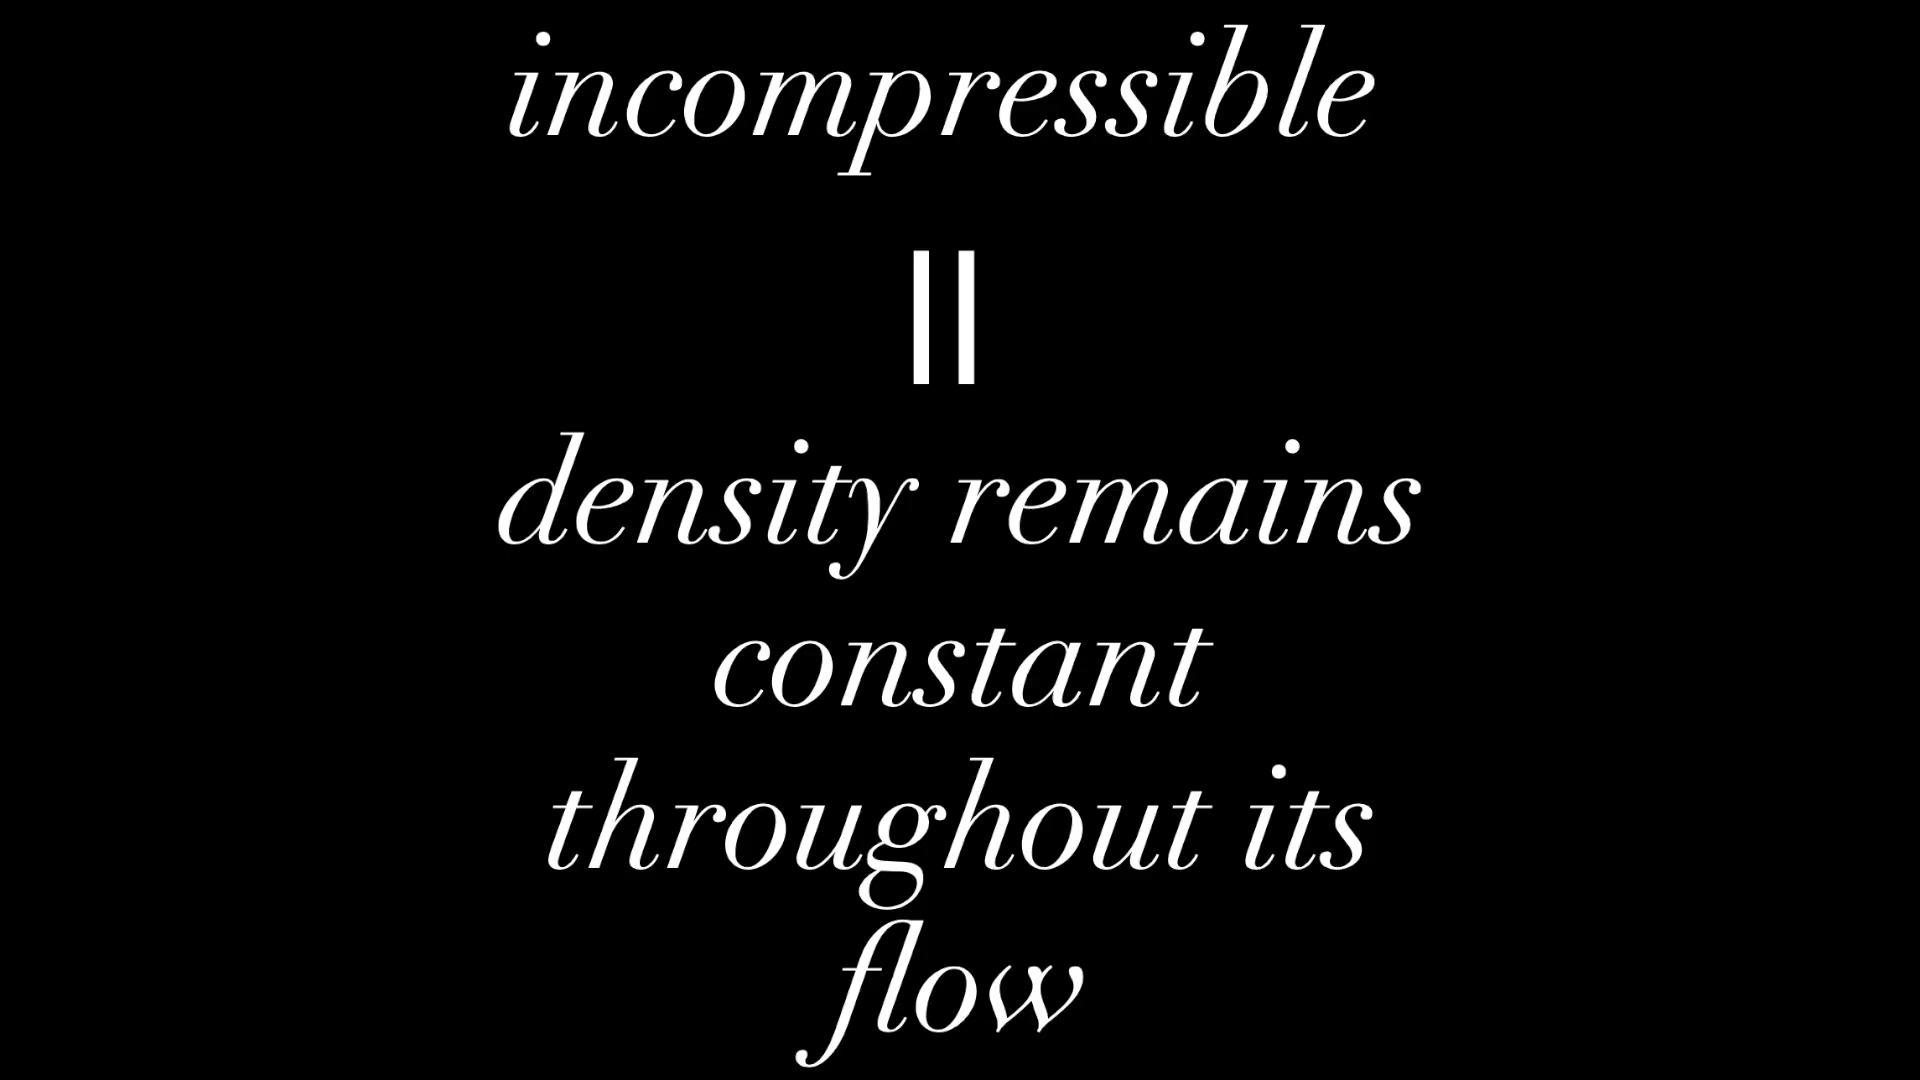 incompressible
=
density remains
constant
throughout its
flow